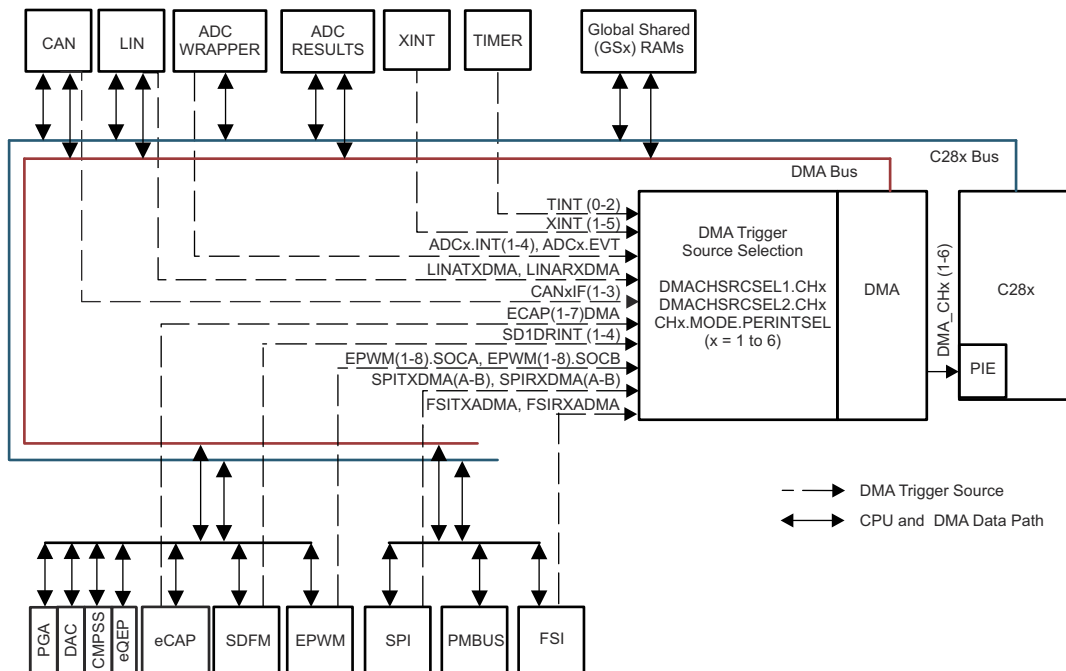 CAN
LIN
ADC
WRAPPER
ADC
RESULTS
XINT
TIMER
Global Shared
(GSx) RAMs
C28x Bus
DMA Bus
TINT (0-2)
XINT (1-5)
ADCx.INT(1-4), ADCx.EVT
LINATXDMA, LINARXDMA
CANxIF(1-3)
ECAP(1-7)DMA
SD1DRINT (1-4)
EPWM(1-8).SOCA, EPWM(1-8).SOCB
SPITXDMA(A-B), SPIRXDMA(A-B)
FSITXADMA, FSIRXADMA
DMA Trigger
Source Selection
DMACHSRCSEL1.CHx
DMACHSRCSEL2.CHx
CHx.MODE.PERINTSEL
(x = 1 to 6)
DMA
DMA_CHx (1-6)
C28x
PIE
DMA Trigger Source
CPU and DMA Data Path
PGA
DAC
CMPSS
eQEP
eCAP
SDFM
EPWM
SPI
PMBUS
FSI